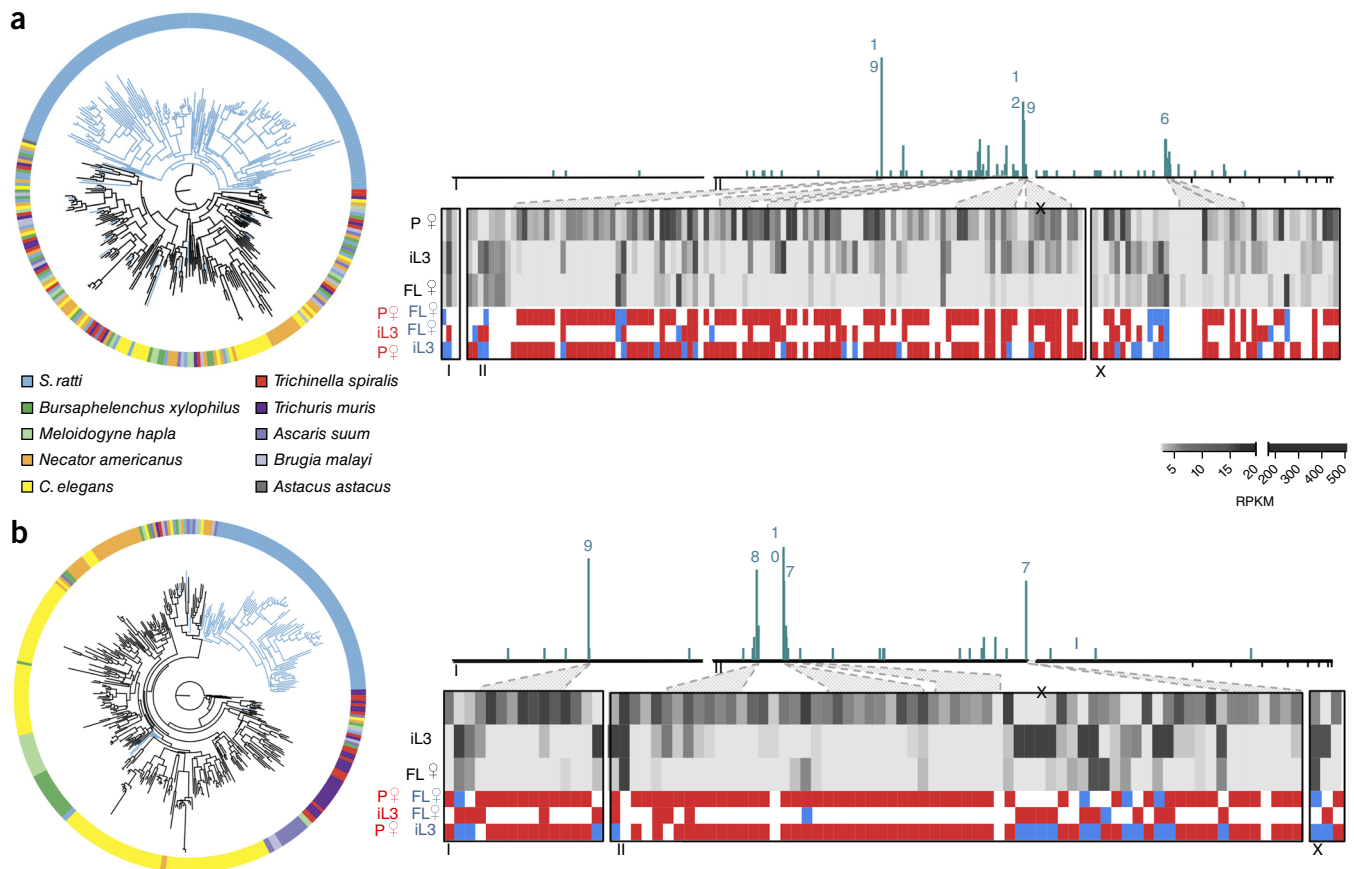 a
1
9
1
2
9
6
I
II
X
P ♀
iL3
FL ♀
P♀ FL♀
iL3 FL♀
P♀ iL3
I
II
X
S. ratti
Bursaphelenchus xylophilus
Meloidogyne hapla
Necator americanus
C. elegans
Trichinella spiralis
Trichuris muris
Ascaris suum
Brugia malayi
Astacus astacus
5 10 15 20 200 300 400 500
RPKM
b
9
8
1
0
7
7
I
I
II
X
iL3
FL ♀
P♀ FL♀
iL3 FL♀
P♀ iL3
I
II
X